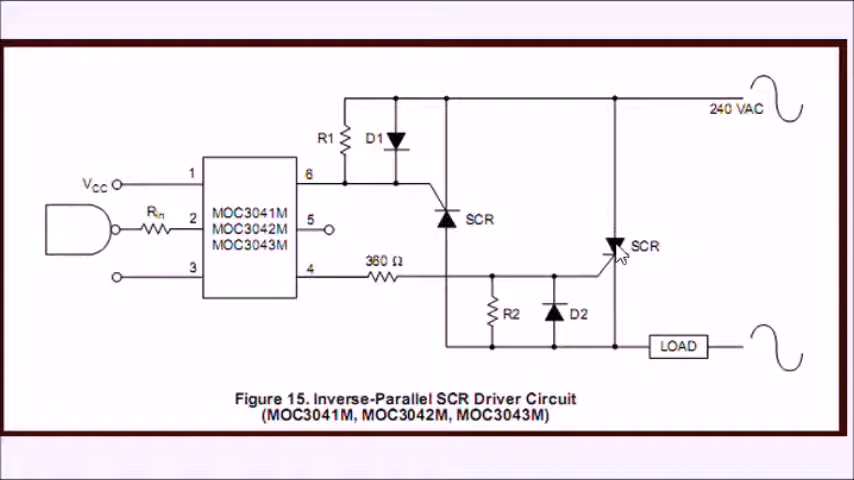 240 VAC
R1
D1
6
1
VCC
MOC3041M
MOC3042M
MOC3043M
Rin
2
5
SCR
SCR
3
4
360 Ω
R2
D2
LOAD
Figure 15. Inverse-Parallel SCR Driver Circuit
(MOC3041M, MOC3042M, MOC3043M)